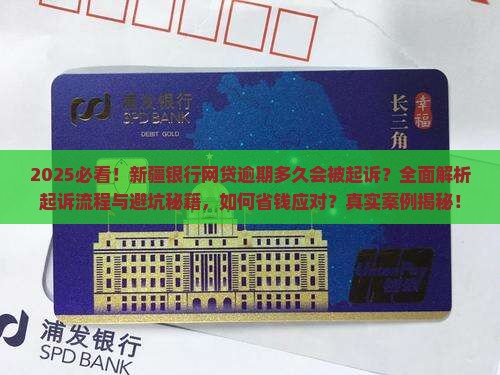 浦发银行
SPD BANK
DEBIT GOLD
幸福
长三角
2025必看！新疆银行网贷逾期多久会被起诉？全面解析
起诉流程与避坑秘籍，如何省钱应对？真实案例揭秘！
UnionPay
银联
浦发银行
SPD BANK